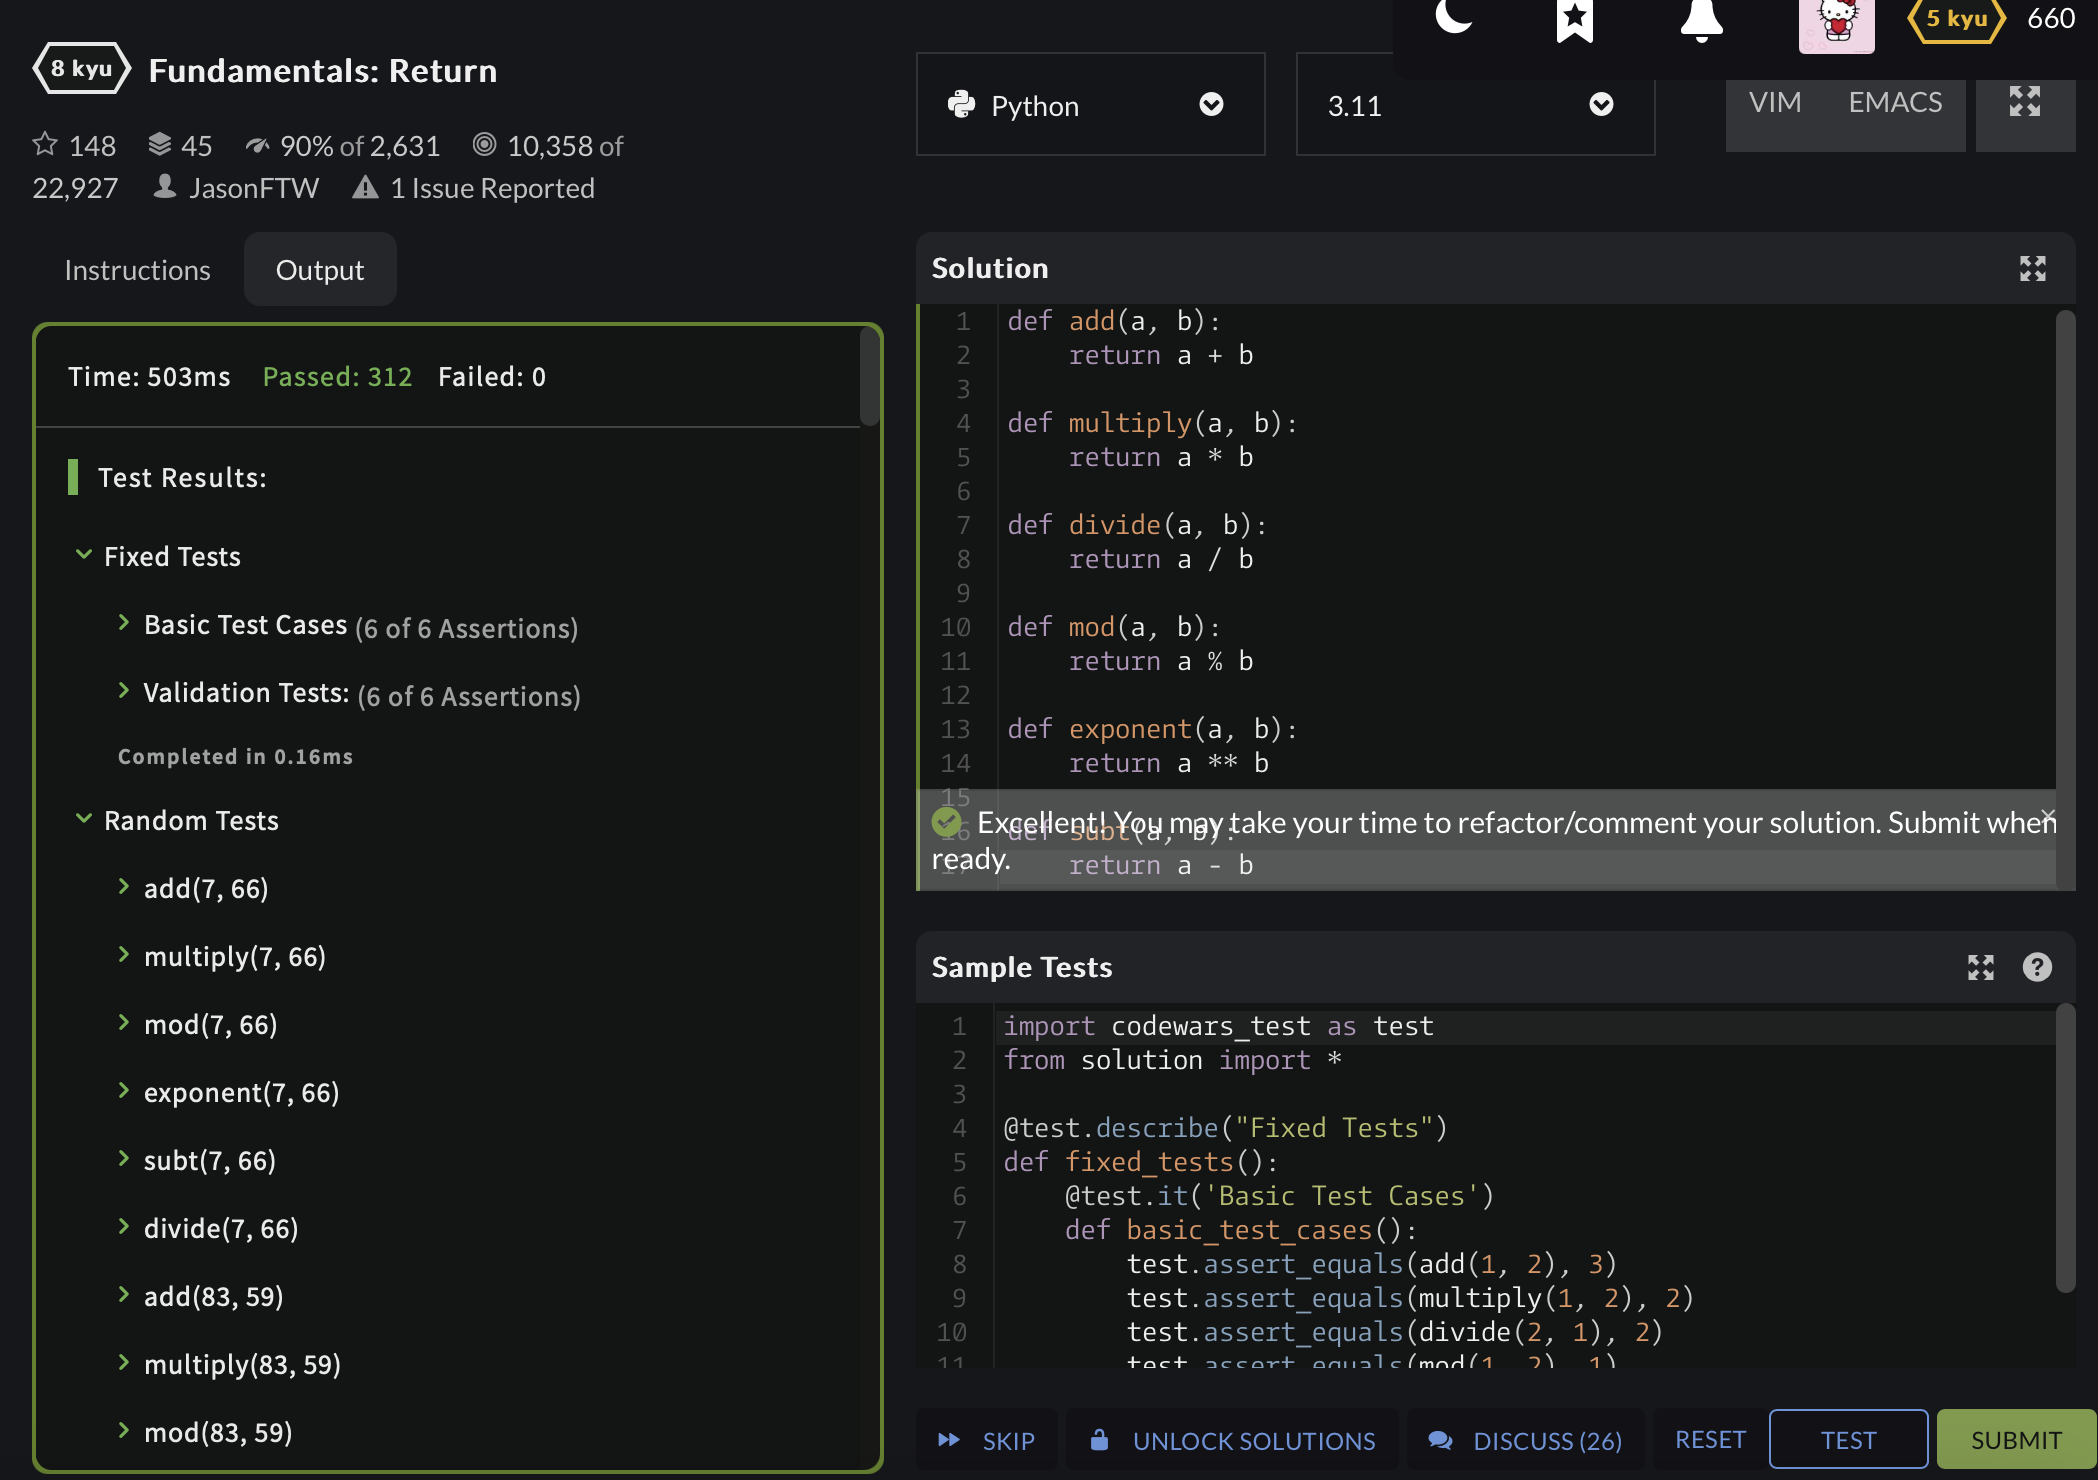 8 kyu Fundamentals: Return
148 45 90% of 2,631 10,358 of
22,927 JasonFTW 1 Issue Reported
Instructions Output
Time: 503ms Passed: 312 Failed: 0
Test Results:
Fixed Tests
Basic Test Cases (6 of 6 Assertions)
Validation Tests: (6 of 6 Assertions)
Completed in 0.16ms
Random Tests
add(7, 66)
multiply(7, 66)
mod(7, 66)
exponent(7, 66)
subt(7, 66)
divide(7, 66)
add(83, 59)
multiply(83, 59)
mod(83, 59)
5 kyu 660
Python 3.11 VIM EMACS
Solution
1 def add(a, b):
2     return a + b
3
4 def multiply(a, b):
5     return a * b
6
7 def divide(a, b):
8     return a / b
9
10 def mod(a, b):
11     return a % b
12
13 def exponent(a, b):
14     return a ** b
15
16 def subt(a, b):
17     return a - b
Excellent! You may take your time to refactor/comment your solution. Submit when
ready.
Sample Tests
1 import codewars_test as test
2 from solution import *
3
4 @test.describe("Fixed Tests")
5 def fixed_tests():
6     @test.it('Basic Test Cases')
7     def basic_test_cases():
8         test.assert_equals(add(1, 2), 3)
9         test.assert_equals(multiply(1, 2), 2)
10         test.assert_equals(divide(2, 1), 2)
11         test.assert_equals(mod(1, 2), 1)
SKIP UNLOCK SOLUTIONS DISCUSS (26) RESET TEST SUBMIT